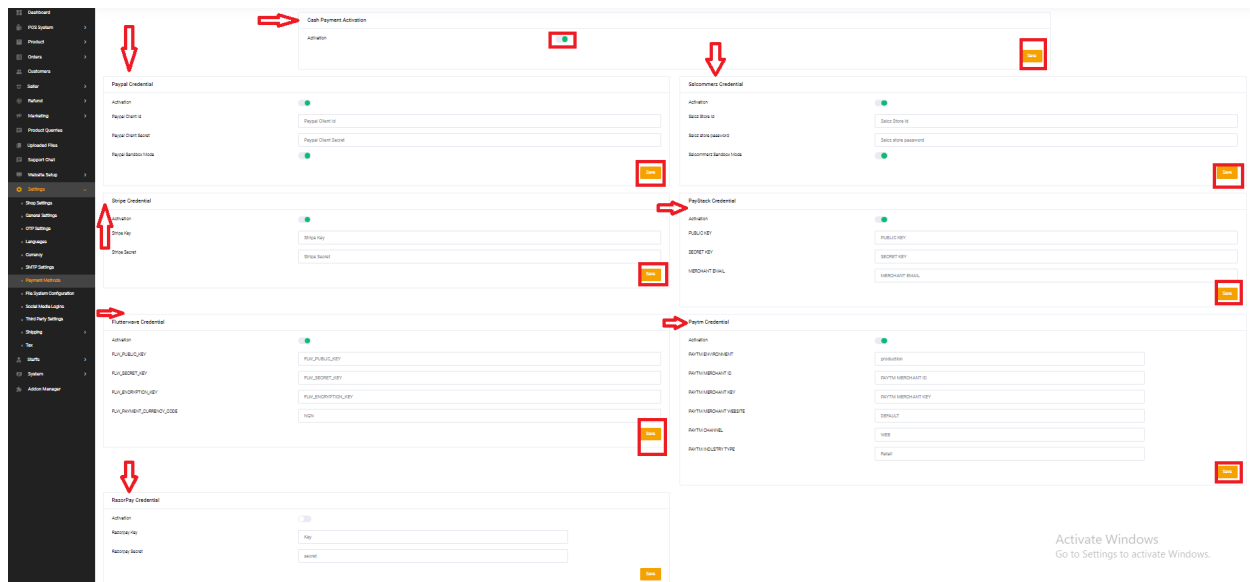 Dashboard
POS System
Product
Orders
Customers
Seller
Refund
Marketing
Product Queries
Uploaded Files
Support Chat
Website Setup
Settings
Shop Settings
General Settings
OTP Settings
Languages
Currency
SMTP Settings
Payment Methods
File System Configuration
Social Media Logins
Third Party Settings
Shipping
Tax
Staffs
System
Addon Manager
Cash Payment Activation
Activation
Save
Paypal Credential
Activation
Paypal Client Id
Paypal Client Id
Paypal Client Secret
Paypal Client Secret
Paypal Sandbox Mode
Save
Sslcommerz Credential
Activation
Sslcz Store Id
Sslcz Store Id
Sslcz store password
Sslcz store password
Sslcommerz Sandbox Mode
Save
Stripe Credential
Activation
Stripe Key
Stripe Key
Stripe Secret
Stripe Secret
Save
PayStack Credential
Activation
PUBLIC KEY
PUBLIC KEY
SECRET KEY
SECRET KEY
MERCHANT EMAIL
MERCHANT EMAIL
Save
Flutterwave Credential
Activation
FLW_PUBLIC_KEY
FLW_PUBLIC_KEY
FLW_SECRET_KEY
FLW_SECRET_KEY
FLW_ENCRYPTION_KEY
FLW_ENCRYPTION_KEY
FLW_PAYMENT_CURRENCY_CODE
NGN
Save
Paytm Credential
Activation
PAYTM ENVIRONMENT
production
PAYTM MERCHANT ID
PAYTM MERCHANT ID
PAYTM MERCHANT KEY
PAYTM MERCHANT KEY
PAYTM MERCHANT WEBSITE
DEFAULT
PAYTM CHANNEL
WEB
PAYTM INDUSTRY TYPE
Retail
Save
RazorPay Credential
Activation
Razorpay Key
Key
Razorpay Secret
secret
Save
Activate Windows
Go to Settings to activate Windows.